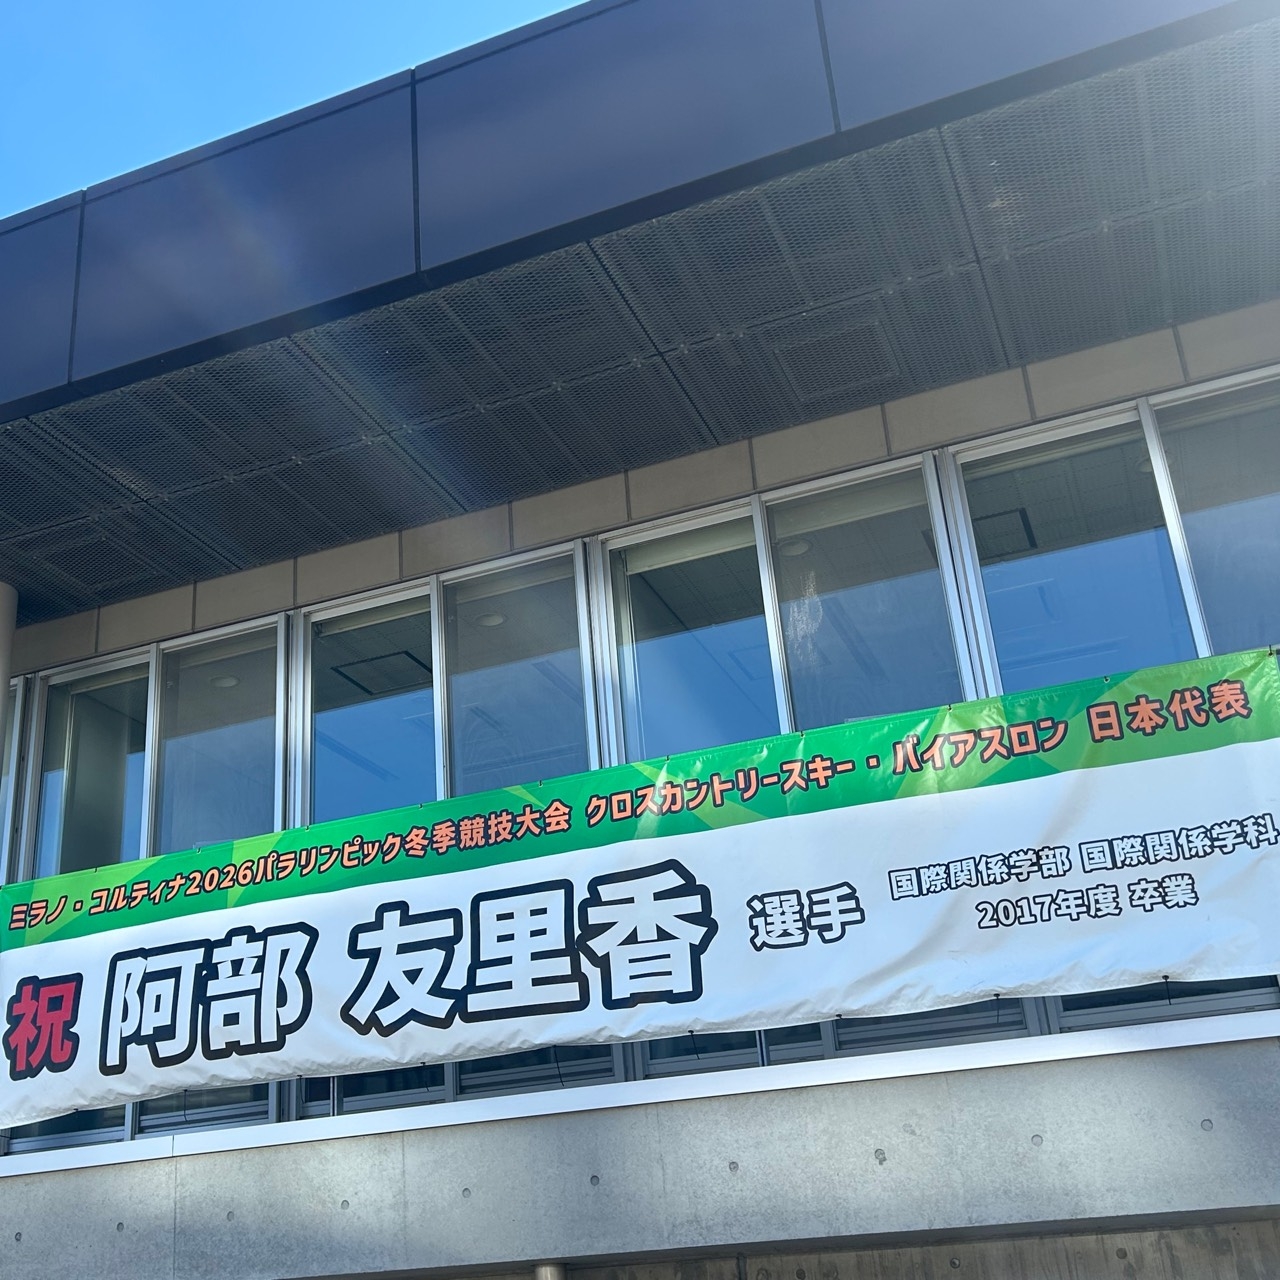 ミラノ・コルティナ2026パラリンピック冬季競技大会 クロスカントリースキー・バイアスロン 日本代表
祝 阿部 友里香 選手
国際関係学部 国際関係学科
2017年度 卒業